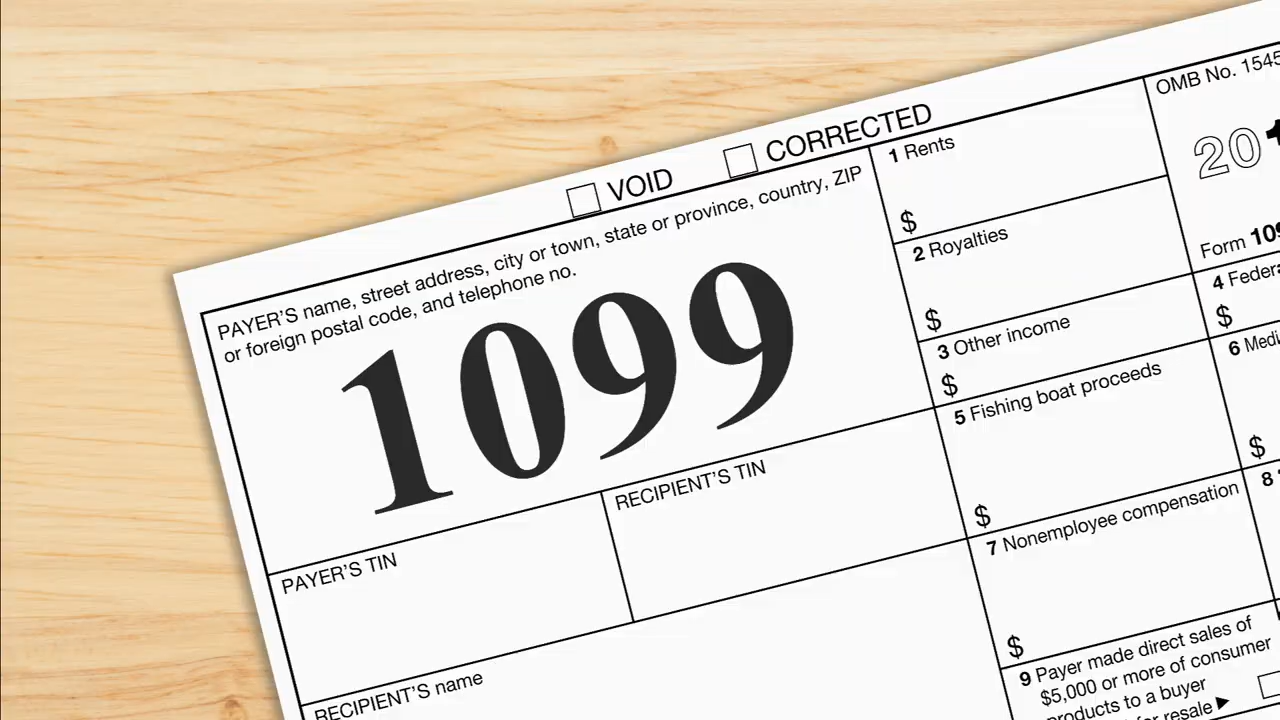 VOID
CORRECTED
PAYER'S name, street address, city or town, state or province, country, ZIP
or foreign postal code, and telephone no.
1099
PAYER'S TIN
RECIPIENT'S TIN
RECIPIENT'S name
1 Rents
$
2 Royalties
$
3 Other income
$
5 Fishing boat proceeds
$
7 Nonemployee compensation
$
9 Payer made direct sales of
$5,000 or more of consumer
products to a buyer
for resale ▶
OMB No. 1545
20
Form
4
$
6
$
8